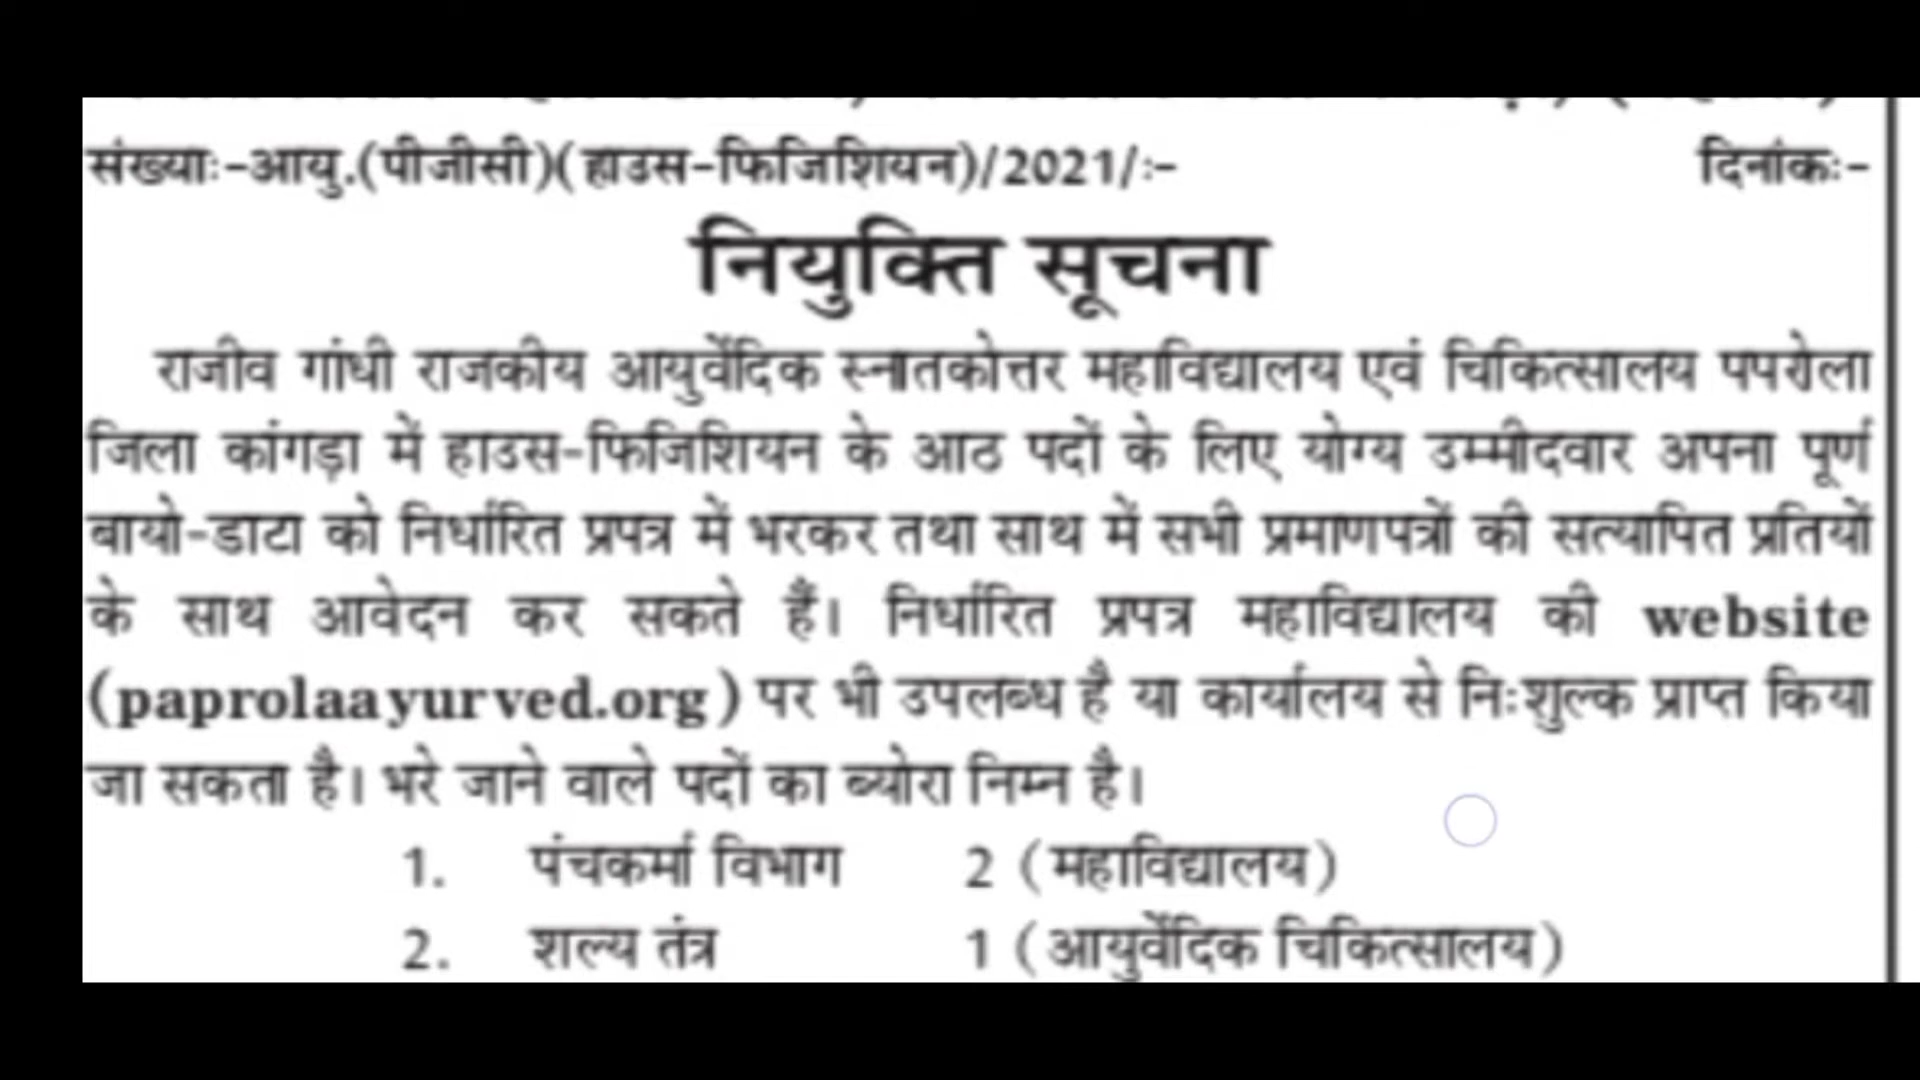 संख्याः-आयु.(पीजीसी)(हाउस-फिजिशियन)/2021/:- दिनांकः-
नियुक्ति सूचना
राजीव गांधी राजकीय आयुर्वेदिक स्नातकोत्तर महाविद्यालय एवं चिकित्सालय पपरोला
जिला कांगड़ा में हाउस-फिजिशियन के आठ पदों के लिए योग्य उम्मीदवार अपना पूर्ण
बायो-डाटा को निर्धारित प्रपत्र में भरकर तथा साथ में सभी प्रमाणपत्रों की सत्यापित प्रतियों
के साथ आवेदन कर सकते हैं। निर्धारित प्रपत्र महाविद्यालय की website
(paprolaayurved.org) पर भी उपलब्ध है या कार्यालय से निःशुल्क प्राप्त किया
जा सकता है। भरे जाने वाले पदों का ब्योरा निम्न है।
1. पंचकर्मा विभाग 2 (महाविद्यालय)
2. शल्य तंत्र 1 (आयुर्वेदिक चिकित्सालय)